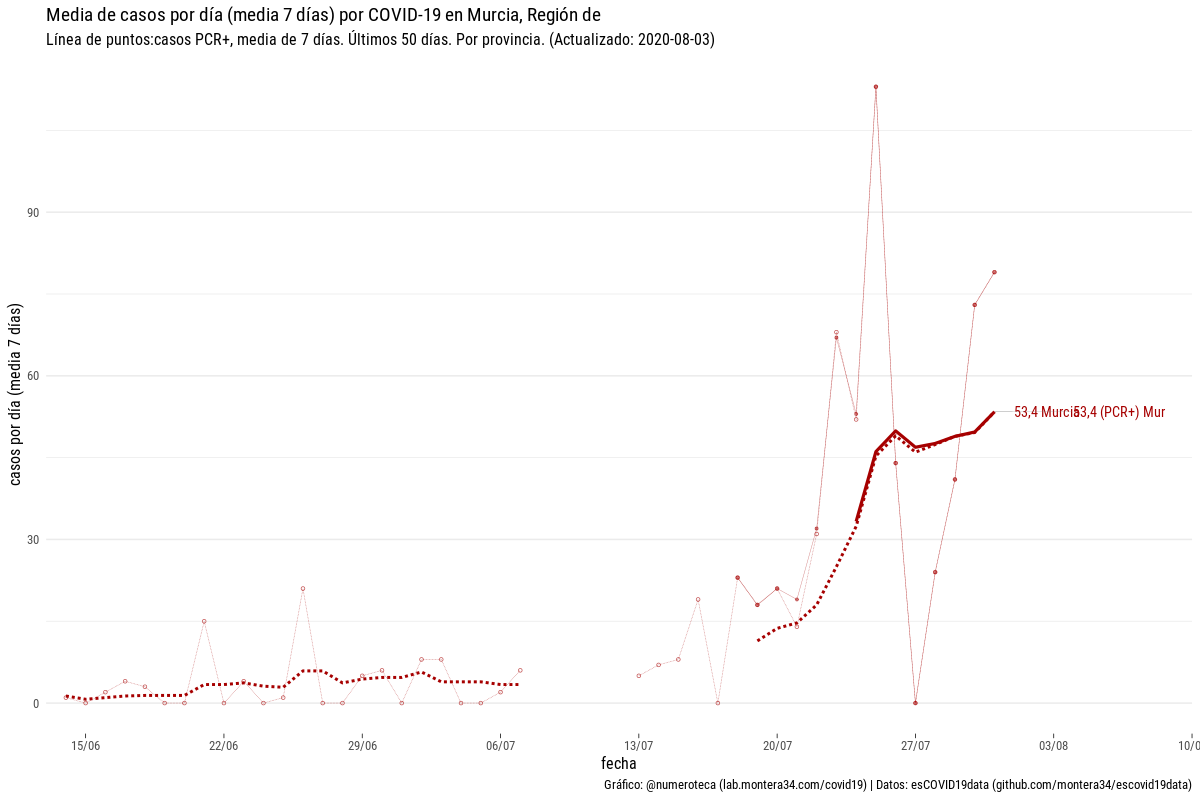 Media de casos por día (media 7 días) por COVID-19 en Murcia, Región de
Línea de puntos:casos PCR+, media de 7 días. Últimos 50 días. Por provincia. (Actualizado: 2020-08-03)
casos por día (media 7 días)
90
60
30
0
53,4 Murcia
53,4 (PCR+) Mur
15/06
22/06
29/06
06/07
13/07
20/07
27/07
03/08
10/0
fecha
Gráfico: @numeroteca (lab.montera34.com/covid19) | Datos: esCOVID19data (github.com/montera34/escovid19data)